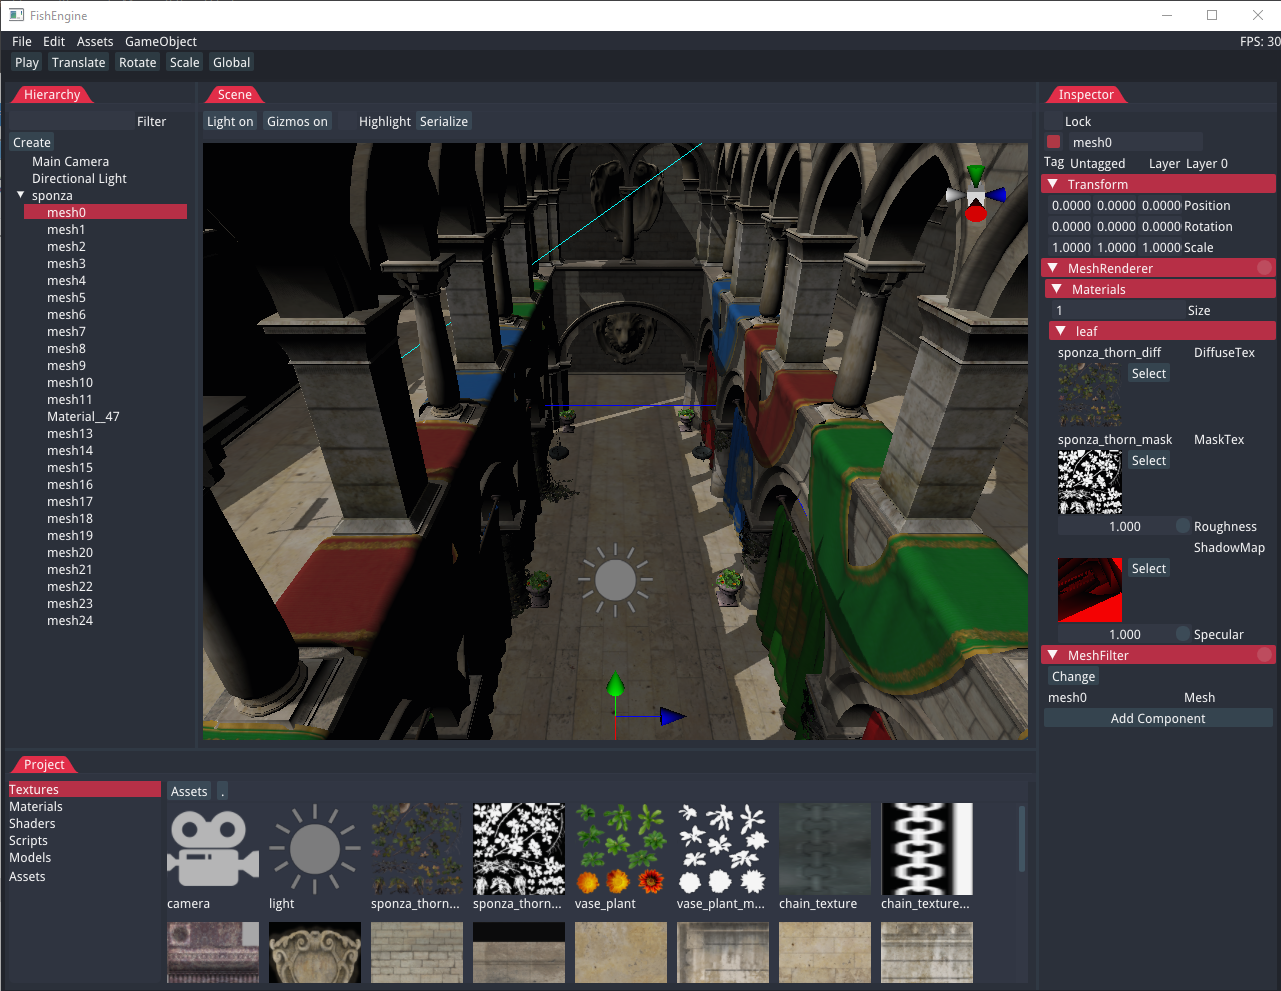 FishEngine
File Edit Assets GameObject FPS: 30
Play Translate Rotate Scale Global
Hierarchy
Filter
Create
Main Camera
Directional Light
sponza
mesh0
mesh1
mesh2
mesh3
mesh4
mesh5
mesh6
mesh7
mesh8
mesh9
mesh10
mesh11
Material__47
mesh13
mesh14
mesh15
mesh16
mesh17
mesh18
mesh19
mesh20
mesh21
mesh22
mesh23
mesh24
Scene
Light on Gizmos on Highlight Serialize
Inspector
Lock
mesh0
Tag Untagged Layer Layer 0
Transform
0.0000 0.0000 0.0000 Position
0.0000 0.0000 0.0000 Rotation
1.0000 1.0000 1.0000 Scale
MeshRenderer
Materials
1 Size
leaf
sponza_thorn_diff DiffuseTex
Select
sponza_thorn_mask MaskTex
Select
1.000 Roughness
ShadowMap
Select
1.000 Specular
MeshFilter
Change
mesh0 Mesh
Add Component
Project
Textures
Materials
Shaders
Scripts
Models
Assets
Assets .
camera light sponza_thorn... sponza_thorn... vase_plant vase_plant_m... chain_texture chain_texture...